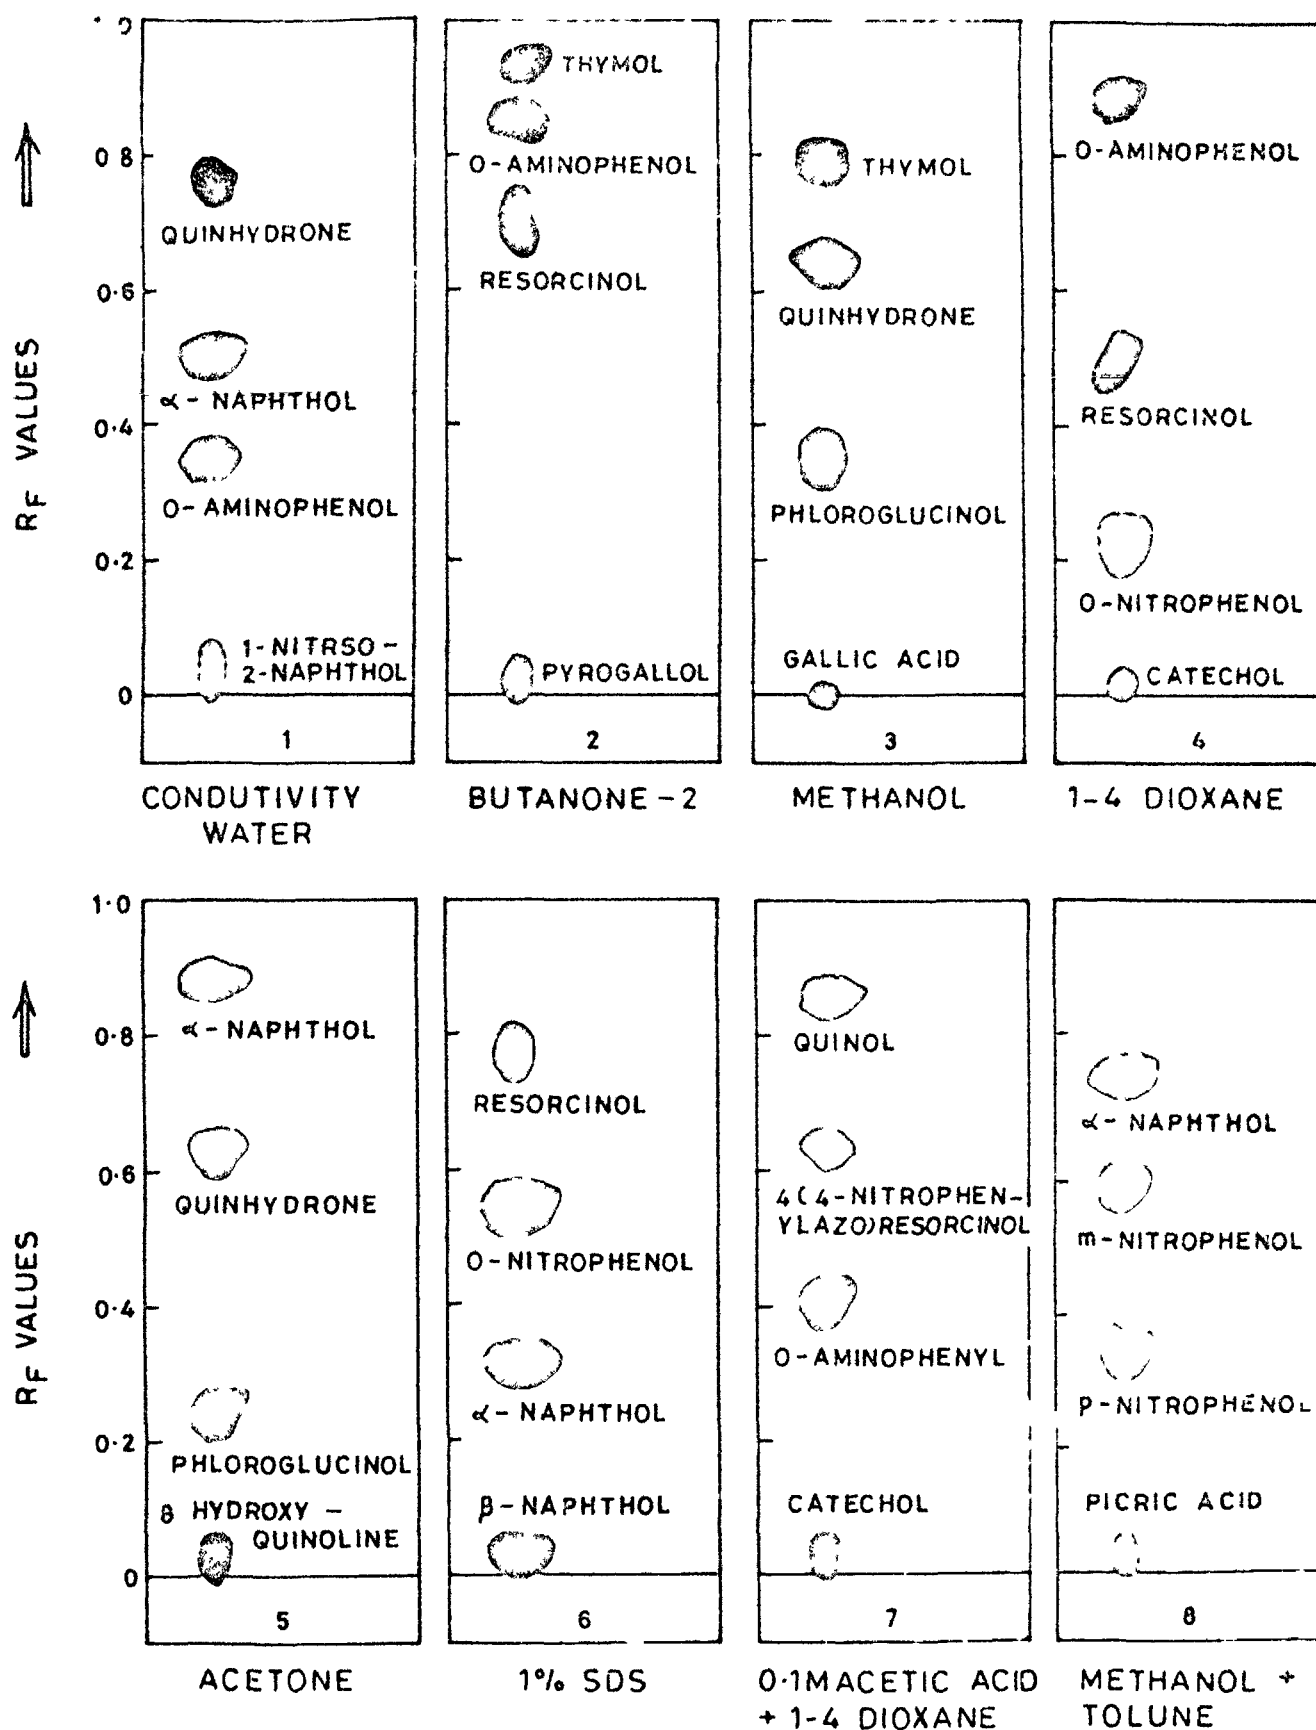 1.0
0.8
0.6
0.4
0.2
0
RF VALUES
QUINHYDRONE
α- NAPHTHOL
O- AMINOPHENOL
1-NITRSO-
2-NAPHTHOL
1
CONDUTIVITY
WATER
THYMOL
O-AMINOPHENOL
RESORCINOL
PYROGALLOL
2
BUTANONE-2
THYMOL
QUINHYDRONE
PHLOROGLUCINOL
GALLIC ACID
3
METHANOL
O-AMINOPHENOL
RESORCINOL
O-NITROPHENOL
CATECHOL
4
1-4 DIOXANE
1.0
0.8
0.6
0.4
0.2
0
RF VALUES
α-NAPHTHOL
QUINHYDRONE
PHLOROGLUCINOL
8 HYDROXY-
QUINOLINE
5
ACETONE
RESORCINOL
O-NITROPHENOL
α-NAPHTHOL
β-NAPHTHOL
6
1% SDS
QUINOL
4(4-NITROPHEN-
YLAZO)RESORCINOL
O-AMINOPHENYL
CATECHOL
7
0.1M ACETIC ACID
+ 1-4 DIOXANE
α-NAPHTHOL
m-NITROPHENOL
p-NITROPHENOL
PICRIC ACID
8
METHANOL +
TOLUNE